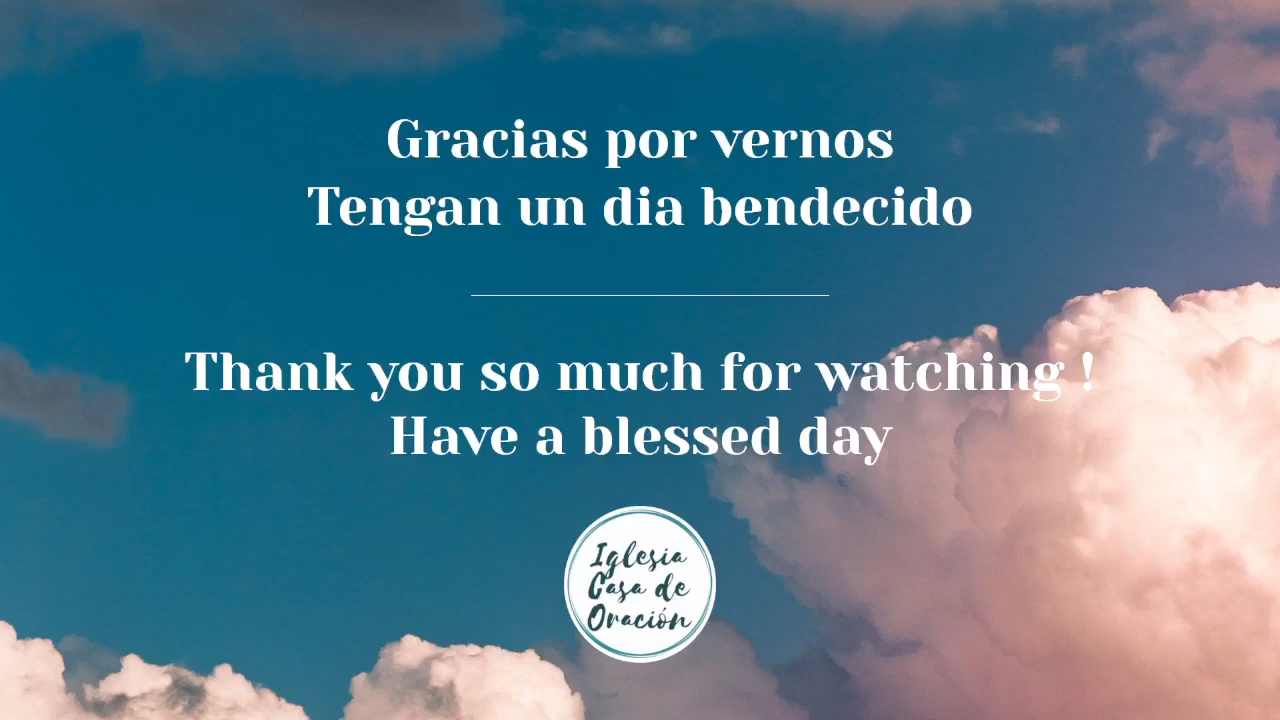 Gracias por vernos
Tengan un dia bendecido
Thank you so much for watching !
Have a blessed day
Iglesia
Casa de
Oración